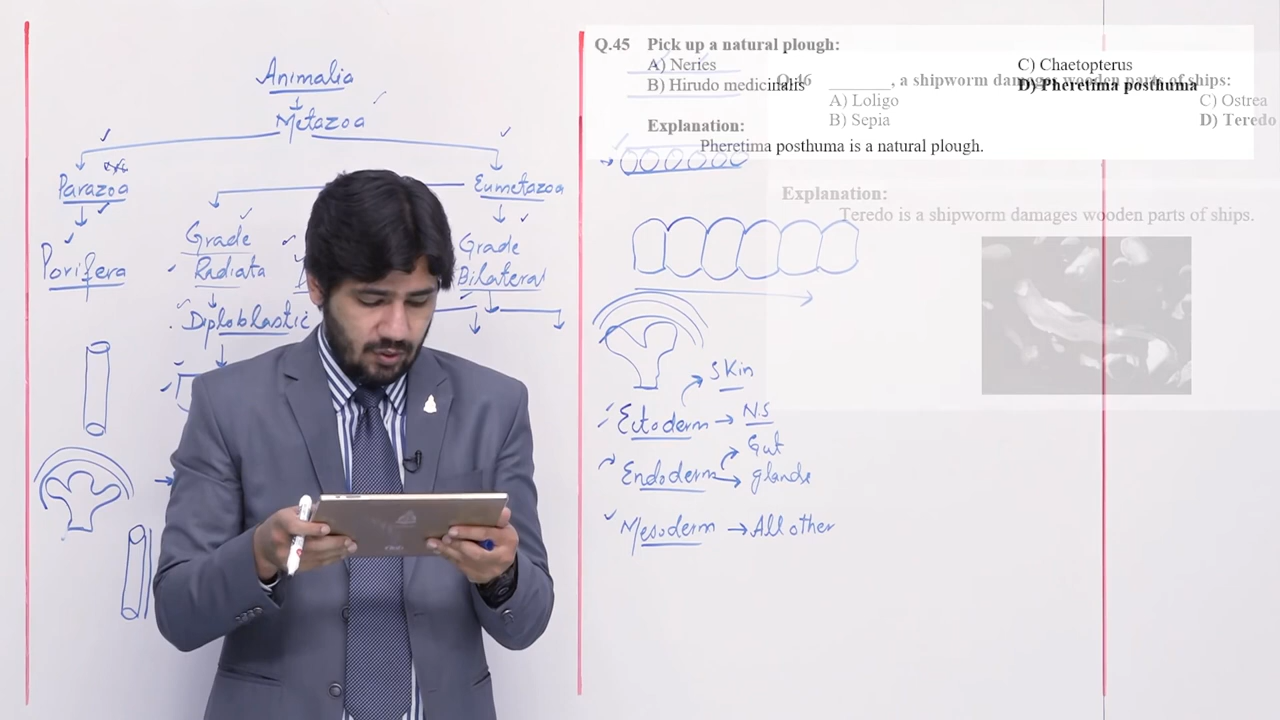 Animalia
Metazoa
Parazoa
Eumetazoa
Porifera
Grade
Radiata
Diploblastic
Grade
Bilateral
Q.45 Pick up a natural plough:
A) Neries
C) Chaetopterus
B) Hirudo medicinalis
D) Pheretima posthuma
Explanation:
Pheretima posthuma is a natural plough.
Q.46 _______, a shipworm damages wooden parts of ships:
A) Loligo
C) Ostrea
B) Sepia
D) Teredo
Explanation:
Teredo is a shipworm damages wooden parts of ships.
Skin
Ectoderm → N.S
Gut
Endoderm → glands
Mesoderm → All other